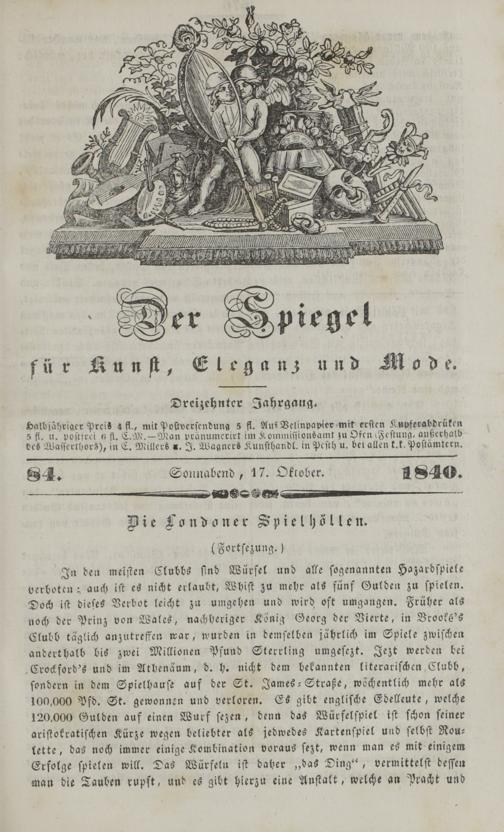 Der Spiegel
für Kunst, Eleganz und Mode.
Dreizehnter Jahrgang.
Halbjähriger Preis 4 fl., mit Postversendung 5 fl. Auf Velinpapier mit ersten Kupferabdrüken
5 fl. u. postfrei 6 fl. C.M. — Man pränumerirt im Kommissionsamt zu Ofen (Festung, außerhalb
des Wasserthors), in C. Millers u. J. Wagners Kunsthandl. in Pesth u. bei allen k.k. Postämtern.
84. Sonnabend, 17. Oktober. 1840.
Die Londoner Spielhöllen.
(Fortsezung.)
In den meisten Clubbs sind Würfel und alle sogenannten Hazardspiele
verboten; auch ist es nicht erlaubt, Whist zu mehr als fünf Gulden zu spielen.
Doch ist dieses Verbot leicht zu umgehen und wird oft umgangen. Früher als
noch der Prinz von Wales, nachheriger König Georg der Vierte, in Brooks's
Clubb täglich anzutreffen war, wurden in demselben jährlich im Spiele zwischen
anderthalb bis zwei Millionen Pfund Sterrling umgesezt. Jezt werden bei
Crockford's und im Athenäum, d. h. nicht dem bekannten literarischen Clubb,
sondern in dem Spielhause auf der St. James-Straße, wöchentlich mehr als
100,000 Pfd. St. gewonnen und verloren. Es gibt englische Edelleute, welche
120,000 Gulden auf einen Wurf sezen, denn das Würfelspiel ist schon seiner
aristokratischen Kürze wegen beliebter als jedwedes Kartenspiel und selbst Rou-
lette, das noch immer einige Kombination voraus sezt, wenn man es mit einigem
Erfolge spielen will. Das Würfeln ist daher „das Ding“, vermittelst dessen
man die Tauben rupft, und es gibt hierzu eine Anstalt, welche an Pracht und